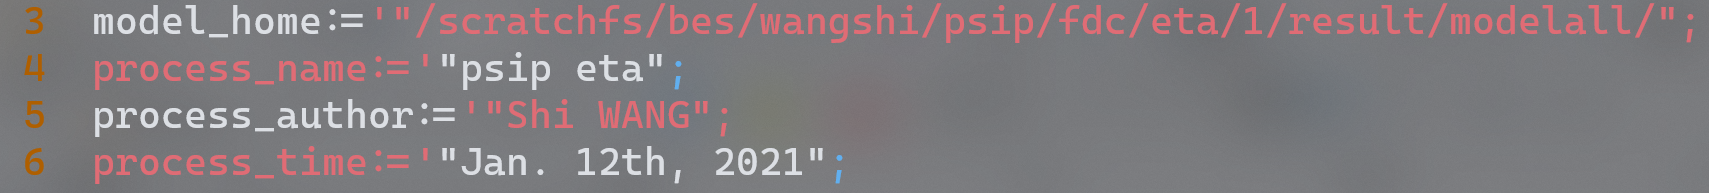 3 model_home:='"/scratchfs/bes/wangshi/psip/fdc/eta/1/result/modelall/";
4 process_name:='"psip eta";
5 process_author:='"Shi WANG";
6 process_time:='"Jan. 12th, 2021";